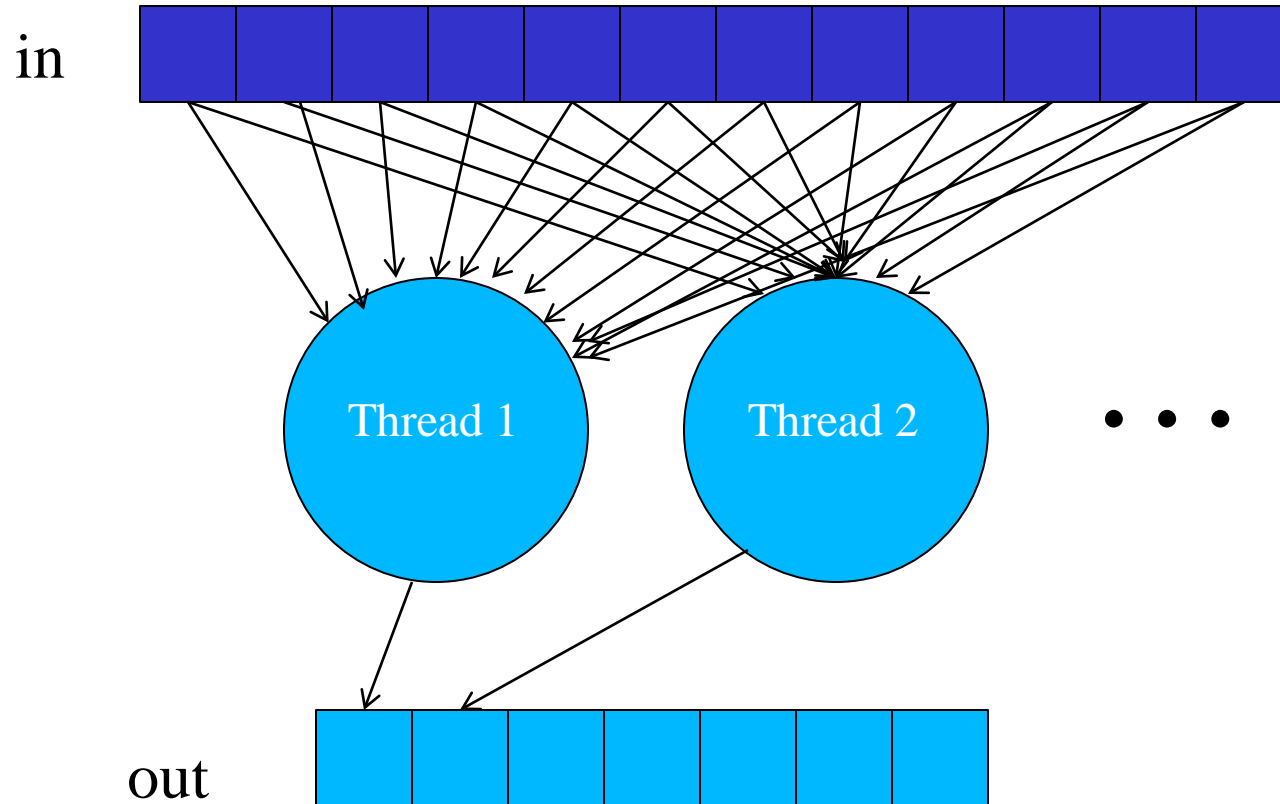 in
Thread 1
Thread 2
• • •
out